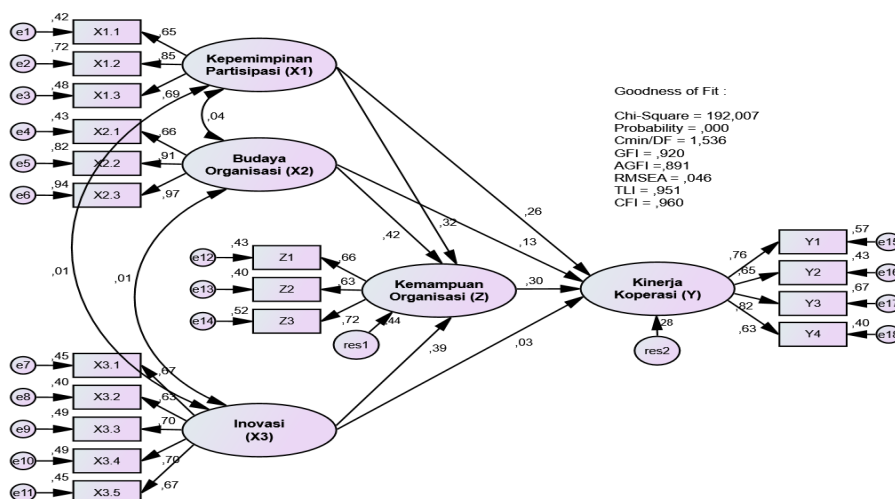 e1
,42
X1.1
,65
e2
,72
X1.2
,85
e3
,48
X1.3
,69
Kepemimpinan
Partisipasi (X1)
,04
e4
,43
X2.1
,66
e5
,82
X2.2
,91
e6
,94
X2.3
,97
Budaya
Organisasi (X2)
,01
,01
,42
,32
,26
,13
e12
,43
Z1
,66
e13
,40
Z2
,63
e14
,52
Z3
,72
Kemampuan
Organisasi (Z)
,44
res1
,30
,39
,03
e7
,45
X3.1
,67
e8
,40
X3.2
,63
e9
,49
X3.3
,70
e10
,49
X3.4
,70
e11
,45
X3.5
,67
Inovasi
(X3)
Kinerja
Koperasi (Y)
,28
res2
,76
Y1
,57
e15
,65
Y2
,43
e16
,82
Y3
,67
e17
,63
Y4
,40
e18
Goodness of Fit :
Chi-Square = 192,007
Probability = ,000
Cmin/DF = 1,536
GFI = ,920
AGFI = ,891
RMSEA = ,046
TLI = ,951
CFI = ,960